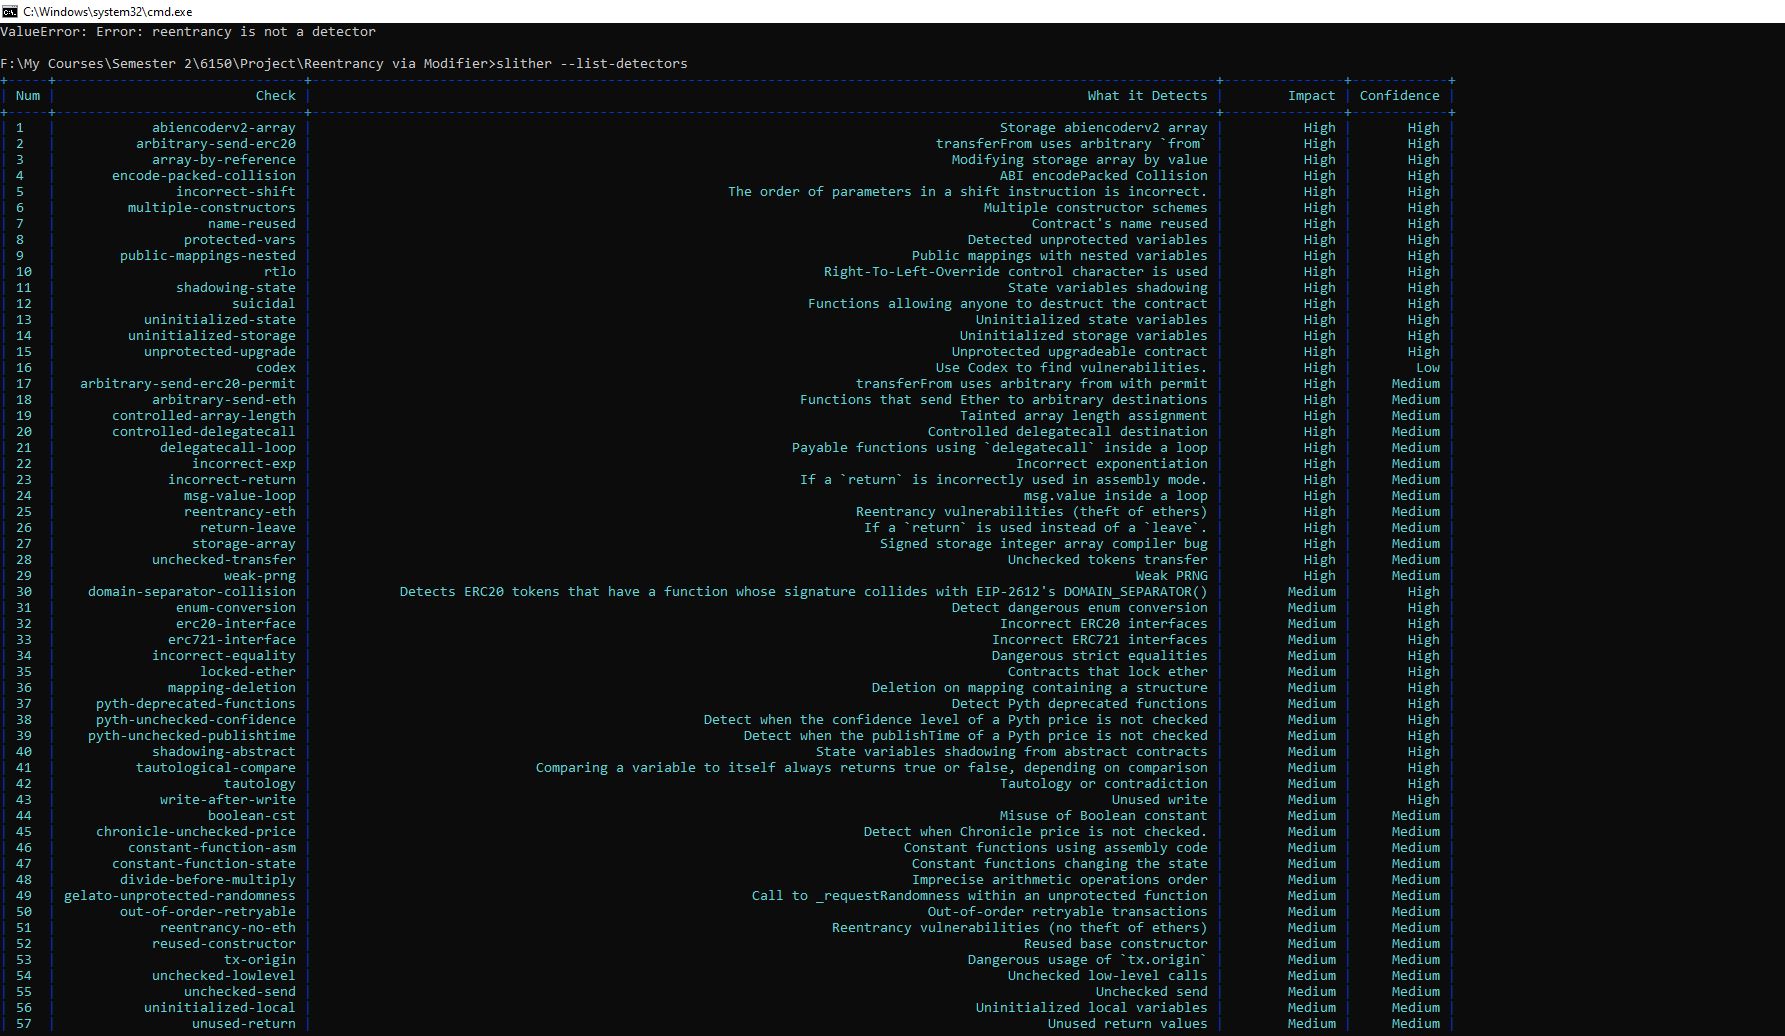 C:\Windows\system32\cmd.exe
ValueError: Error: reentrancy is not a detector
F:\My Courses\Semester 2\6150\Project\Reentrancy via Modifier>slither --list-detectors
Num Check What it Detects Impact Confidence
1 abiencoderv2-array Storage abiencoderv2 array High High
2 arbitrary-send-erc20 transferFrom uses arbitrary `from` High High
3 array-by-reference Modifying storage array by value High High
4 encode-packed-collision ABI encodePacked Collision High High
5 incorrect-shift The order of parameters in a shift instruction is incorrect. High High
6 multiple-constructors Multiple constructor schemes High High
7 name-reused Contract's name reused High High
8 protected-vars Detected unprotected variables High High
9 public-mappings-nested Public mappings with nested variables High High
10 rtlo Right-To-Left-Override control character is used High High
11 shadowing-state State variables shadowing High High
12 suicidal Functions allowing anyone to destruct the contract High High
13 uninitialized-state Uninitialized state variables High High
14 uninitialized-storage Uninitialized storage variables High High
15 unprotected-upgrade Unprotected upgradeable contract High High
16 codex Use Codex to find vulnerabilities. High Low
17 arbitrary-send-erc20-permit transferFrom uses arbitrary from with permit High Medium
18 arbitrary-send-eth Functions that send Ether to arbitrary destinations High Medium
19 controlled-array-length Tainted array length assignment High Medium
20 controlled-delegatecall Controlled delegatecall destination High Medium
21 delegatecall-loop Payable functions using `delegatecall` inside a loop High Medium
22 incorrect-exp Incorrect exponentiation High Medium
23 incorrect-return If a `return` is incorrectly used in assembly mode. High Medium
24 msg-value-loop msg.value inside a loop High Medium
25 reentrancy-eth Reentrancy vulnerabilities (theft of ethers) High Medium
26 return-leave If a `return` is used instead of a `leave`. High Medium
27 storage-array Signed storage integer array compiler bug High Medium
28 unchecked-transfer Unchecked tokens transfer High Medium
29 weak-prng Weak PRNG High Medium
30 domain-separator-collision Detects ERC20 tokens that have a function whose signature collides with EIP-2612's DOMAIN_SEPARATOR() Medium High
31 enum-conversion Detect dangerous enum conversion Medium High
32 erc20-interface Incorrect ERC20 interfaces Medium High
33 erc721-interface Incorrect ERC721 interfaces Medium High
34 incorrect-equality Dangerous strict equalities Medium High
35 locked-ether Contracts that lock ether Medium High
36 mapping-deletion Deletion on mapping containing a structure Medium High
37 pyth-deprecated-functions Detect Pyth deprecated functions Medium High
38 pyth-unchecked-confidence Detect when the confidence level of a Pyth price is not checked Medium High
39 pyth-unchecked-publishtime Detect when the publishTime of a Pyth price is not checked Medium High
40 shadowing-abstract State variables shadowing from abstract contracts Medium High
41 tautological-compare Comparing a variable to itself always returns true or false, depending on comparison Medium High
42 tautology Tautology or contradiction Medium High
43 write-after-write Unused write Medium High
44 boolean-cst Misuse of Boolean constant Medium Medium
45 chronicle-unchecked-price Detect when Chronicle price is not checked. Medium Medium
46 constant-function-asm Constant functions using assembly code Medium Medium
47 constant-function-state Constant functions changing the state Medium Medium
48 divide-before-multiply Imprecise arithmetic operations order Medium Medium
49 gelato-unprotected-randomness Call to _requestRandomness within an unprotected function Medium Medium
50 out-of-order-retryable Out-of-order retryable transactions Medium Medium
51 reentrancy-no-eth Reentrancy vulnerabilities (no theft of ethers) Medium Medium
52 reused-constructor Reused base constructor Medium Medium
53 tx-origin Dangerous usage of `tx.origin` Medium Medium
54 unchecked-lowlevel Unchecked low-level calls Medium Medium
55 unchecked-send Unchecked send Medium Medium
56 uninitialized-local Uninitialized local variables Medium Medium
57 unused-return Unused return values Medium Medium